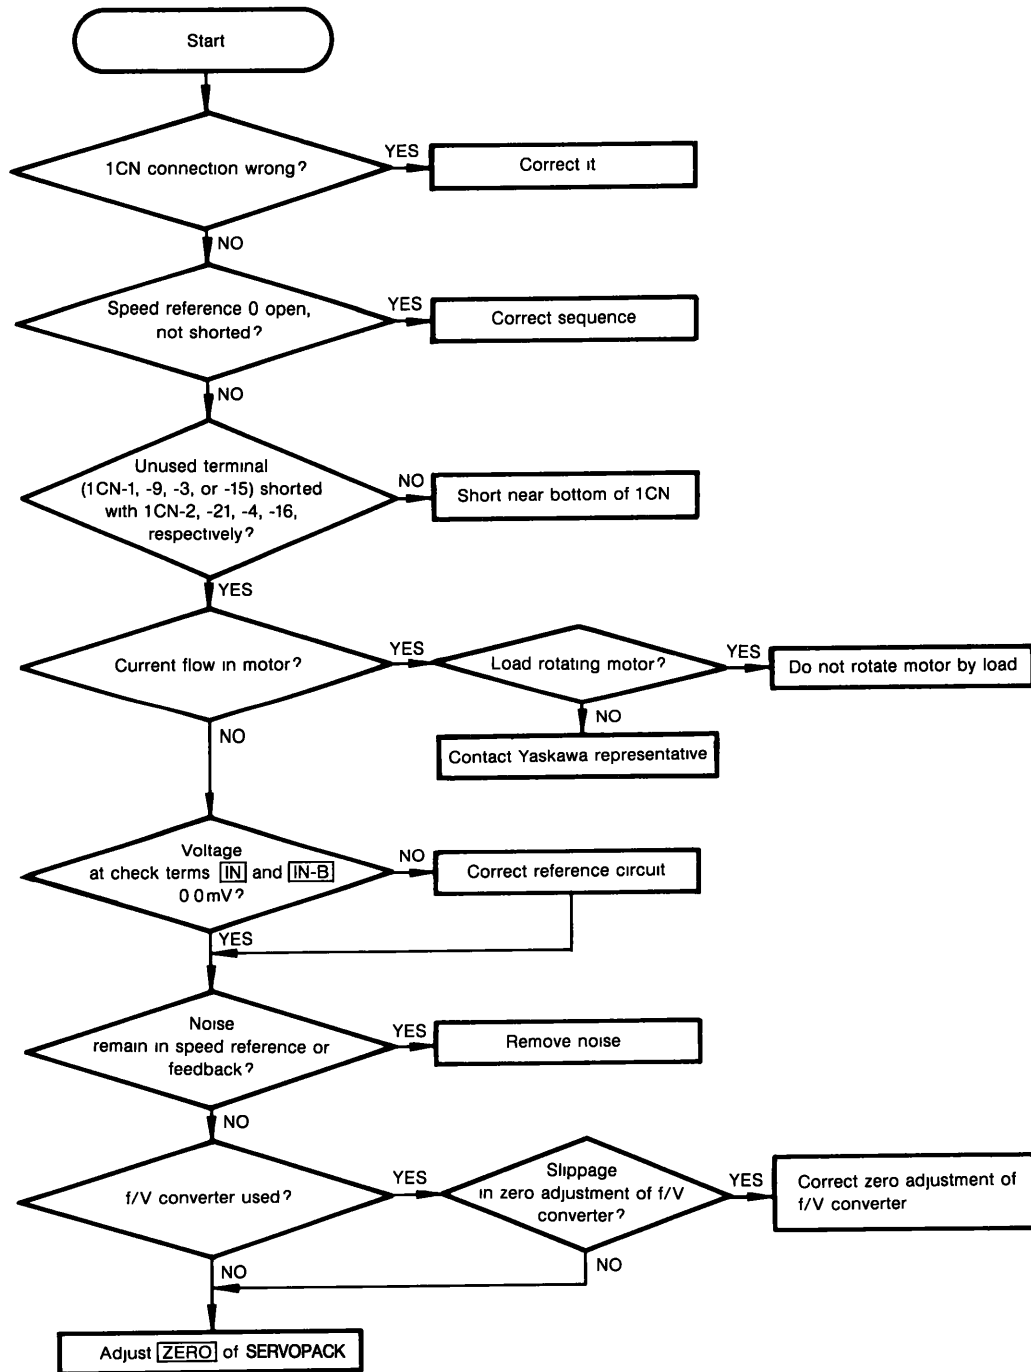 Start
1CN connection wrong?
YES
Correct it
NO
Speed reference 0 open,
not shorted?
YES
Correct sequence
NO
Unused terminal
(1CN-1, -9, -3, or -15) shorted
with 1CN-2, -21, -4, -16,
respectively?
NO
Short near bottom of 1CN
YES
Current flow in motor?
YES
Load rotating motor?
YES
Do not rotate motor by load
NO
Contact Yaskawa representative
NO
Voltage
at check terms IN and IN-B
0 0mV?
NO
Correct reference circuit
YES
Noise
remain in speed reference or
feedback?
YES
Remove noise
NO
f/V converter used?
YES
Slippage
in zero adjustment of f/V
converter?
YES
Correct zero adjustment of
f/V converter
NO
NO
Adjust ZERO of SERVOPACK